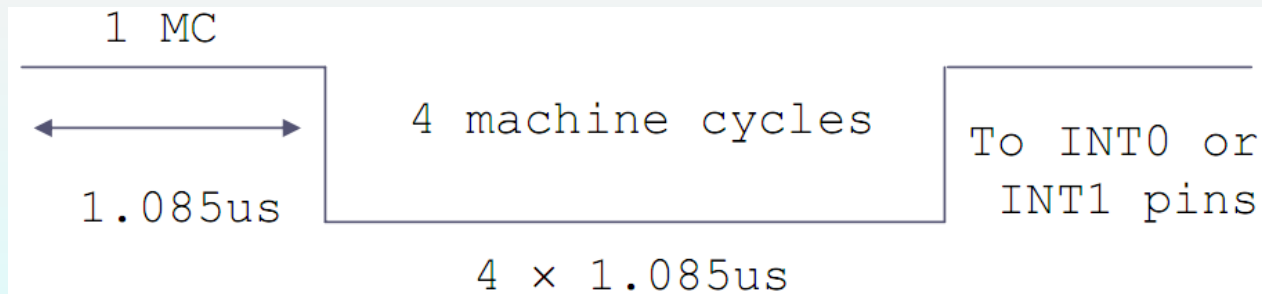 1 MC
4 machine cycles
To INT0 or
INT1 pins
1.085us
4 × 1.085us